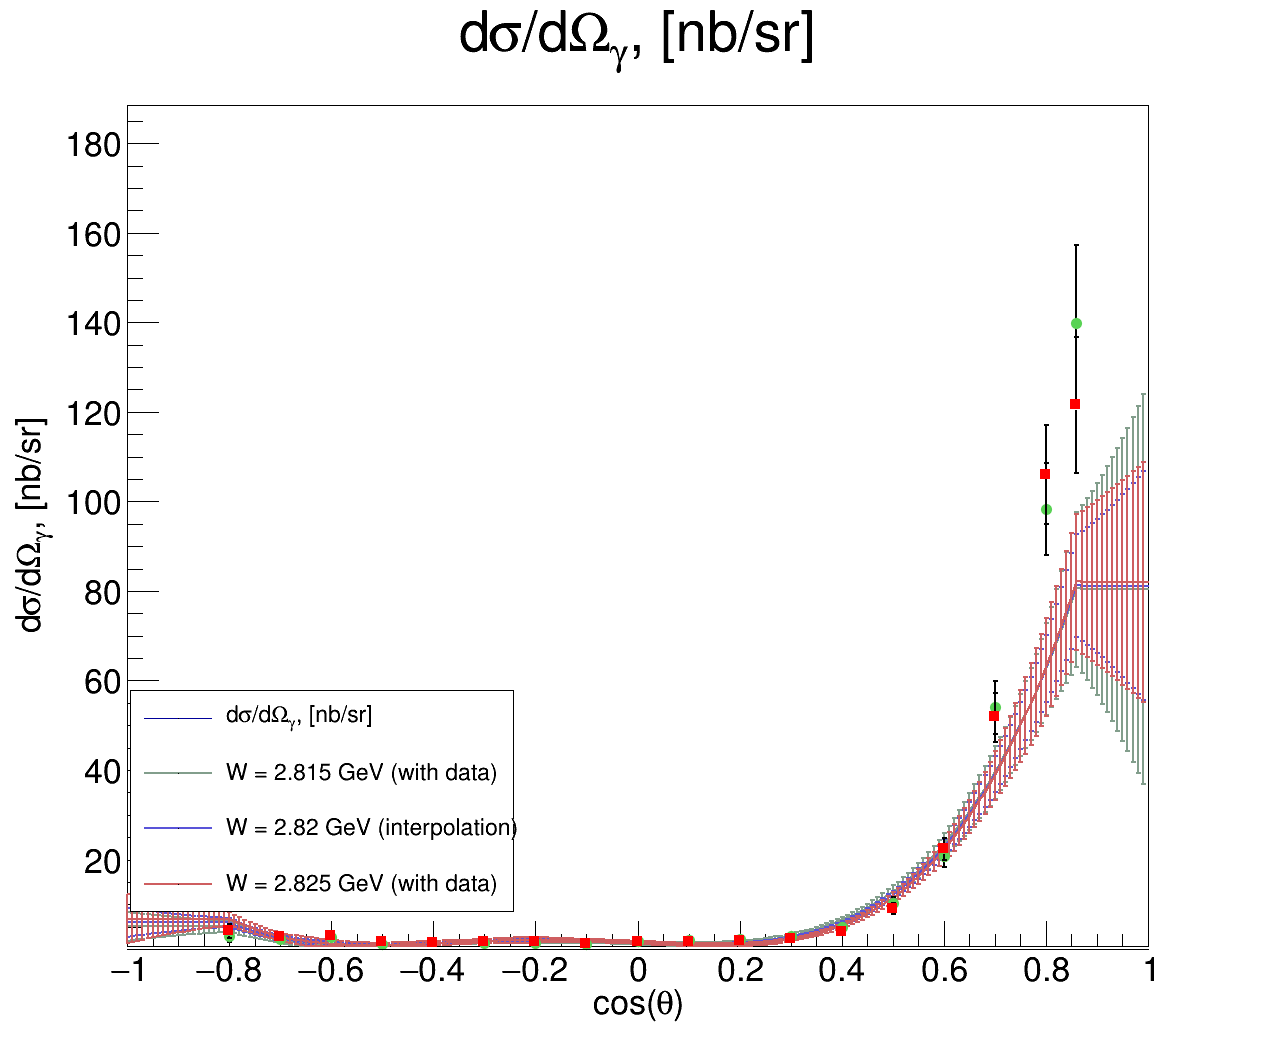 dσ/dΩγ, [nb/sr]
dσ/dΩγ, [nb/sr]
180
160
140
120
100
80
60
40
20
dσ/dΩγ, [nb/sr]
W = 2.815 GeV (with data)
W = 2.82 GeV (interpolation)
W = 2.825 GeV (with data)
−1 −0.8 −0.6 −0.4 −0.2 0 0.2 0.4 0.6 0.8 1
cos(θ)